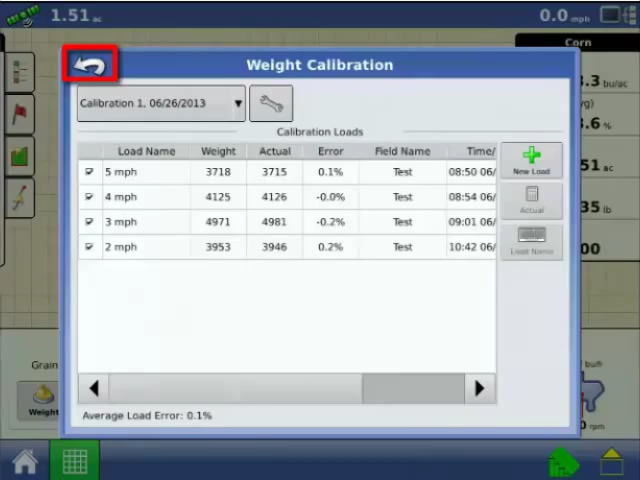 1.51 ac
0.0 mph
Corn
Weight Calibration
.3 bu/ac
Calibration 1, 06/26/2013
vg)
.6 %
Calibration Loads
Load Name Weight Actual Error Field Name Time/
5 mph 3718 3715 0.1% Test 08:50 06/
New Load
51 ac
4 mph 4125 4126 -0.0% Test 08:54 06/
Actual
35 lb
3 mph 4971 4981 -0.2% Test 09:01 06/
2 mph 3953 3946 0.2% Test 10:42 06/
Load Name
00
Grain
Weight
Average Load Error: 0.1%
rpm